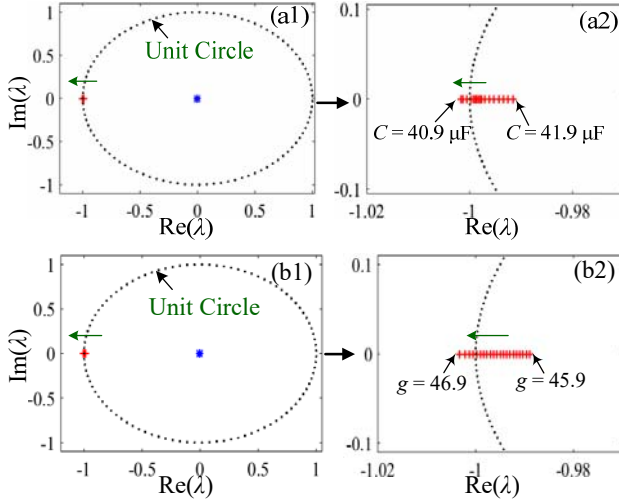 (a1)
Unit Circle
Im(λ)
1
0.5
0
-0.5
-1
-1
-0.5
0
0.5
1
Re(λ)
(a2)
0.1
0
-0.1
C = 40.9 μF
C = 41.9 μF
-1.02
-1
-0.98
Re(λ)
(b1)
Unit Circle
Im(λ)
1
0.5
0
-0.5
-1
-1
-0.5
0
0.5
1
Re(λ)
(b2)
0.1
0
-0.1
g = 46.9
g = 45.9
-1.02
-1
-0.98
Re(λ)